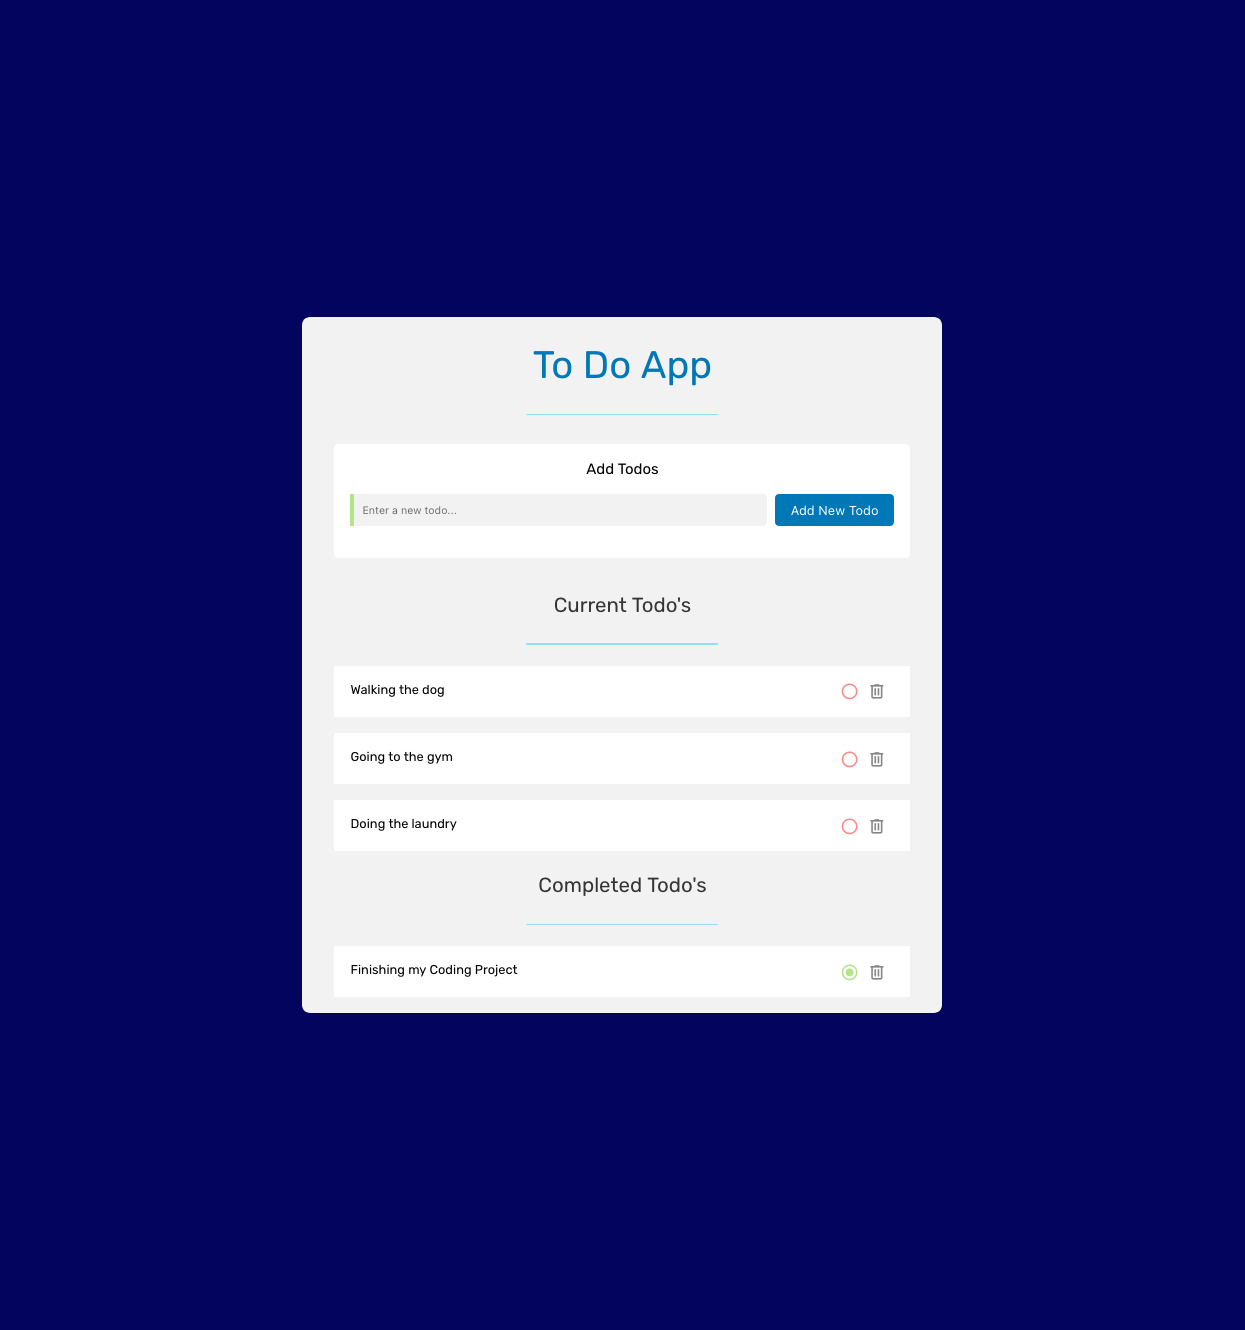 To Do App
Add Todos
Enter a new todo...
Add New Todo
Current Todo's
Walking the dog
Going to the gym
Doing the laundry
Completed Todo's
Finishing my Coding Project